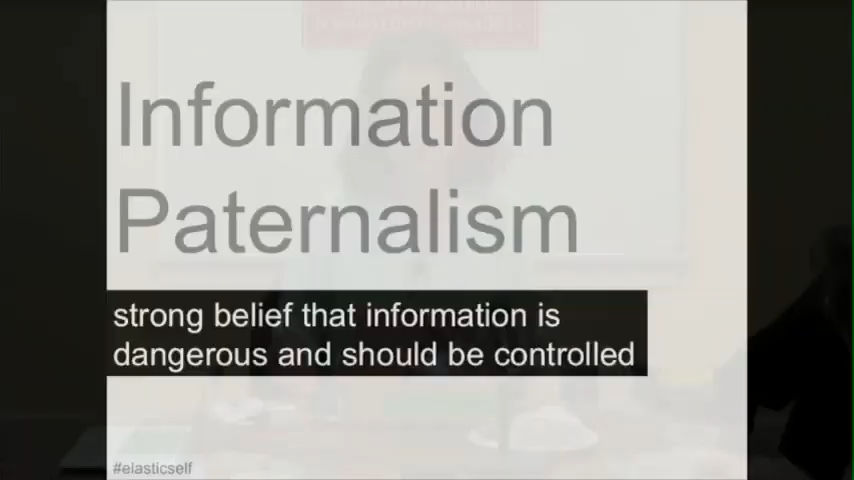 Information
Paternalism
strong belief that information is
dangerous and should be controlled
#elasticself